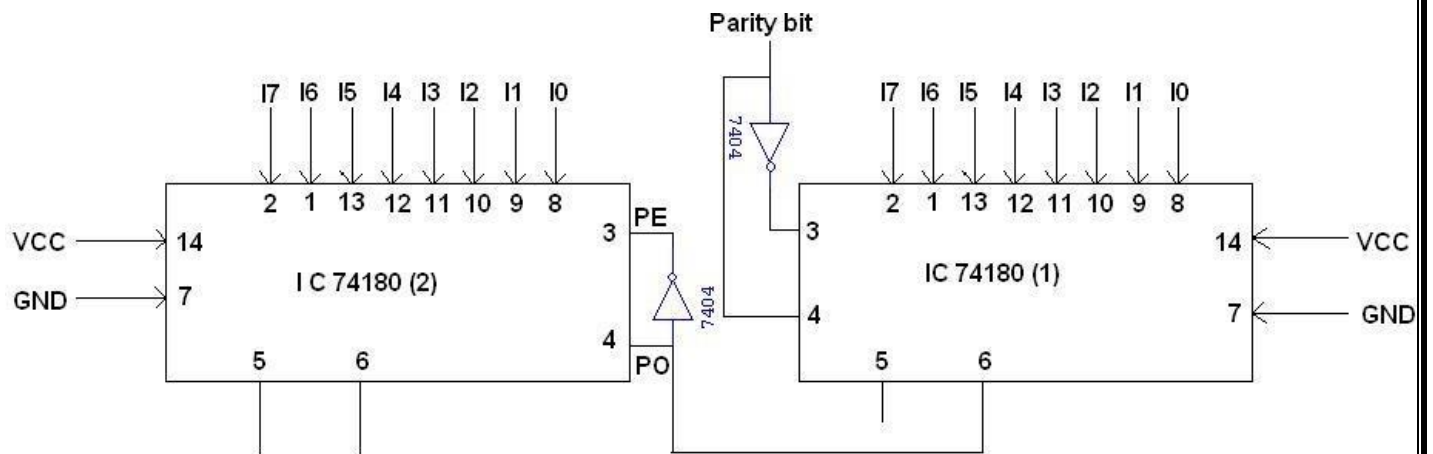 Parity bit
I7 I6 I5 I4 I3 I2 I1 I0
I7 I6 I5 I4 I3 I2 I1 I0
7404
2 1 13 12 11 10 9 8
2 1 13 12 11 10 9 8
PE
3
3
VCC
14
14
VCC
I C 74180 (2)
IC 74180 (1)
GND
7
7404
4
7
GND
4
PO
5 6
5 6